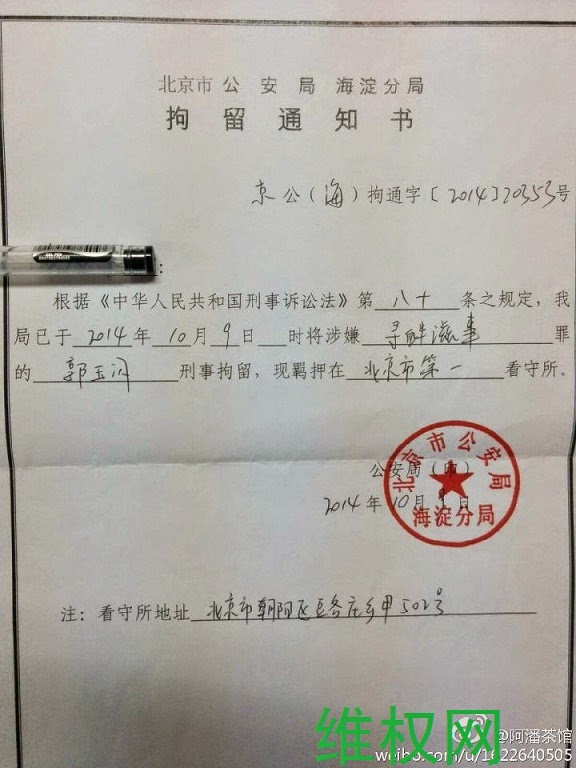 北京市公安局海淀分局
拘留通知书
京公（海）拘通字〔2014〕20353号
根据《中华人民共和国刑事诉讼法》第八十条之规定，我
局已于2014年10月9日 时将涉嫌寻衅滋事罪
的郭玉闪刑事拘留，现羁押在北京市第一看守所。
公安局（印）
2014年10月9日
北京市公安局
海淀分局
注：看守所地址北京市朝阳区豆各庄乡甲502号
维权网
@阿潘茶馆
weibo.com/u/1622640505